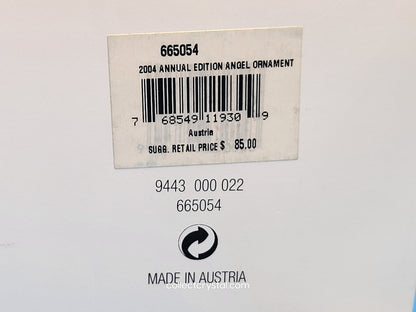 665054
2004 ANNUAL EDITION ANGEL ORNAMENT
7 68549 11930 9
Austria
SUGG. RETAIL PRICE $ 85.00
9443 000 022
665054
MADE IN AUSTRIA
collectcrystal.com